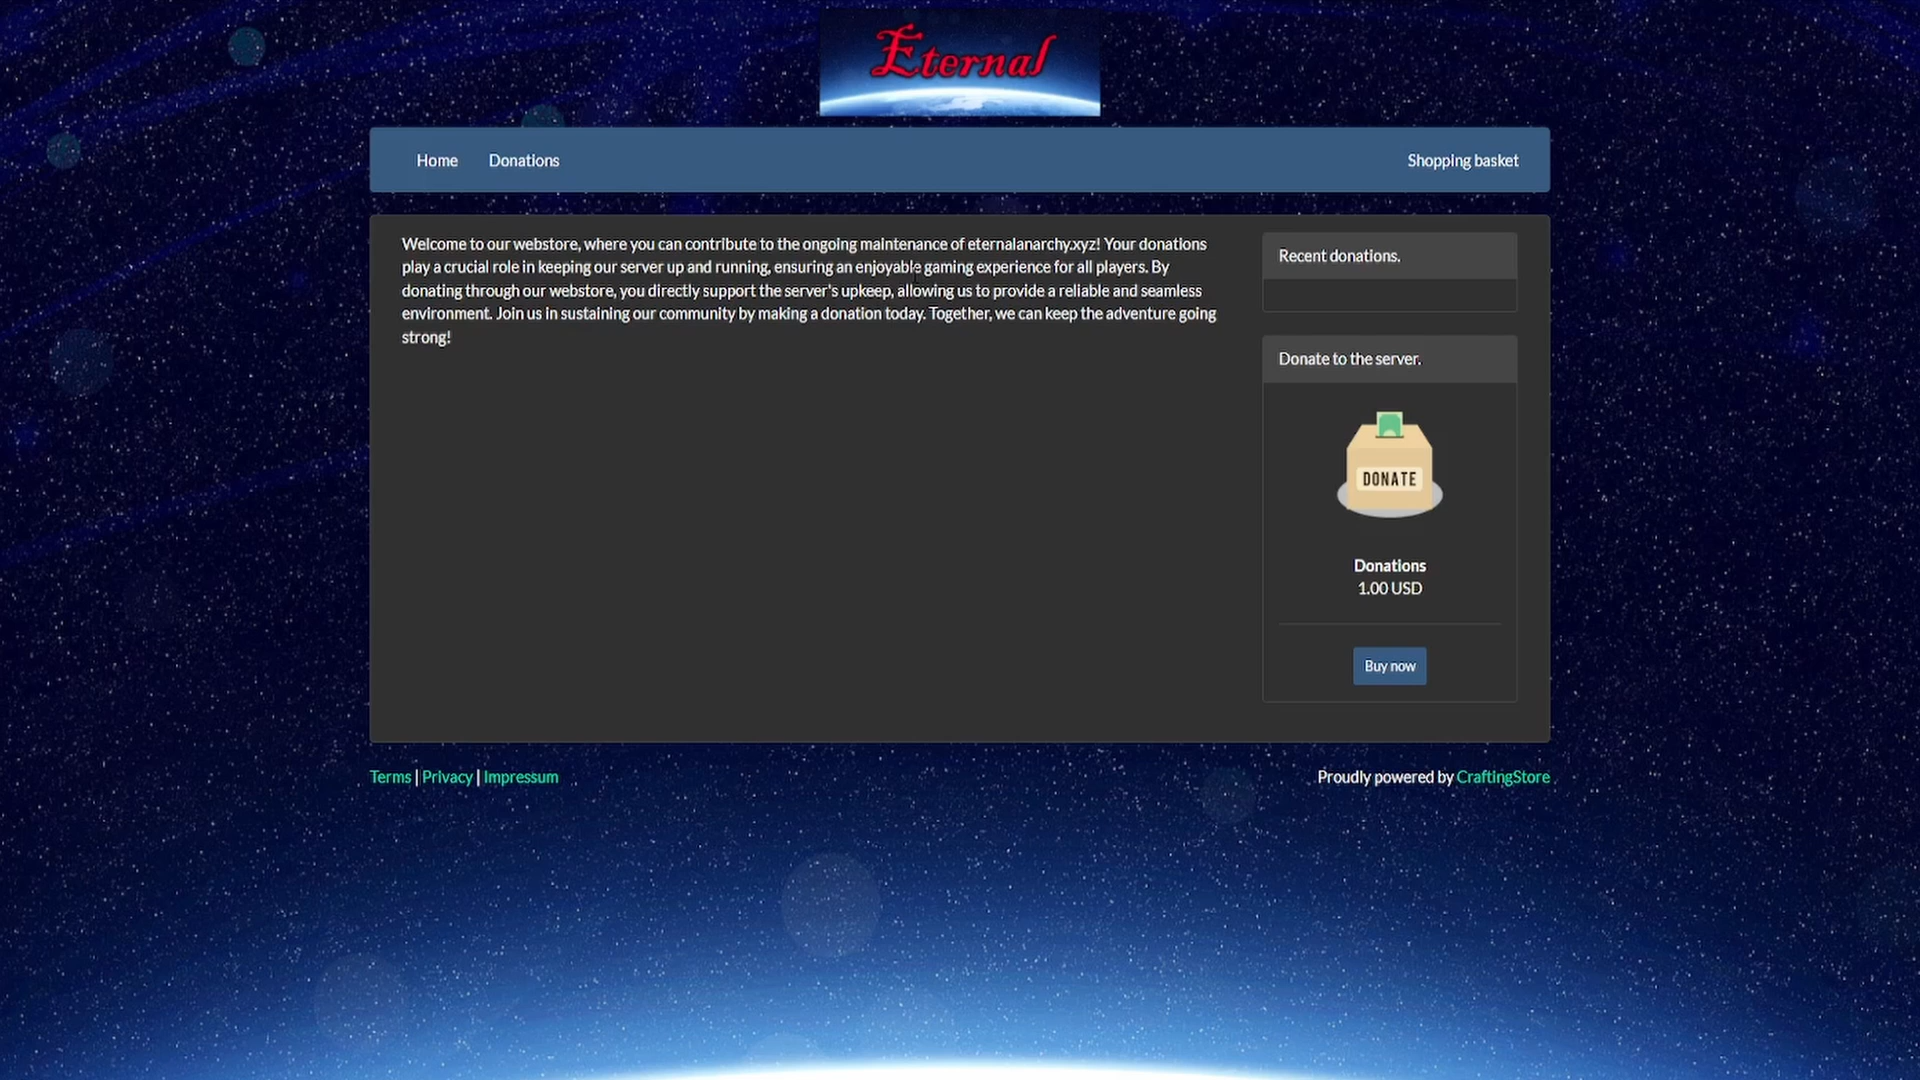 Eternal
Home
Donations
Shopping basket
Welcome to our webstore, where you can contribute to the ongoing maintenance of eternalanarchy.xyz! Your donations
play a crucial role in keeping our server up and running, ensuring an enjoyable gaming experience for all players. By
donating through our webstore, you directly support the server's upkeep, allowing us to provide a reliable and seamless
environment. Join us in sustaining our community by making a donation today. Together, we can keep the adventure going
strong!
Recent donations.
Donate to the server.
DONATE
Donations
1.00 USD
Buy now
Terms | Privacy | Impressum
Proudly powered by CraftingStore